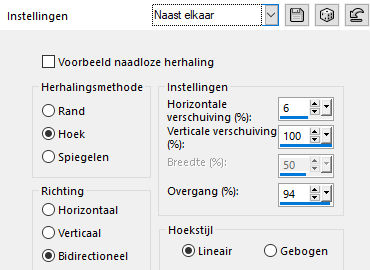 Instellingen
Naast elkaar
Voorbeeld naadloze herhaling
Herhalingsmethode
Rand
Hoek
Spiegelen
Instellingen
Horizontale
verschuiving (%):
6
Verticale verschuiving
(%):
100
Breedte (%):
50
Overgang (%):
94
Richting
Horizontaal
Verticaal
Bidirectioneel
Hoekstijl
Lineair
Gebogen